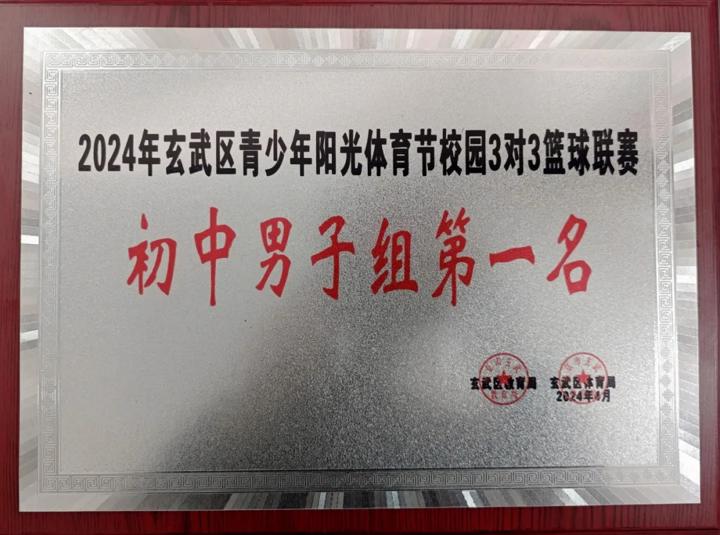 2024年玄武区青少年阳光体育节校园3对3篮球联赛
初中男子组第一名
玄武区教育局 玄武区体育局
2024年4月